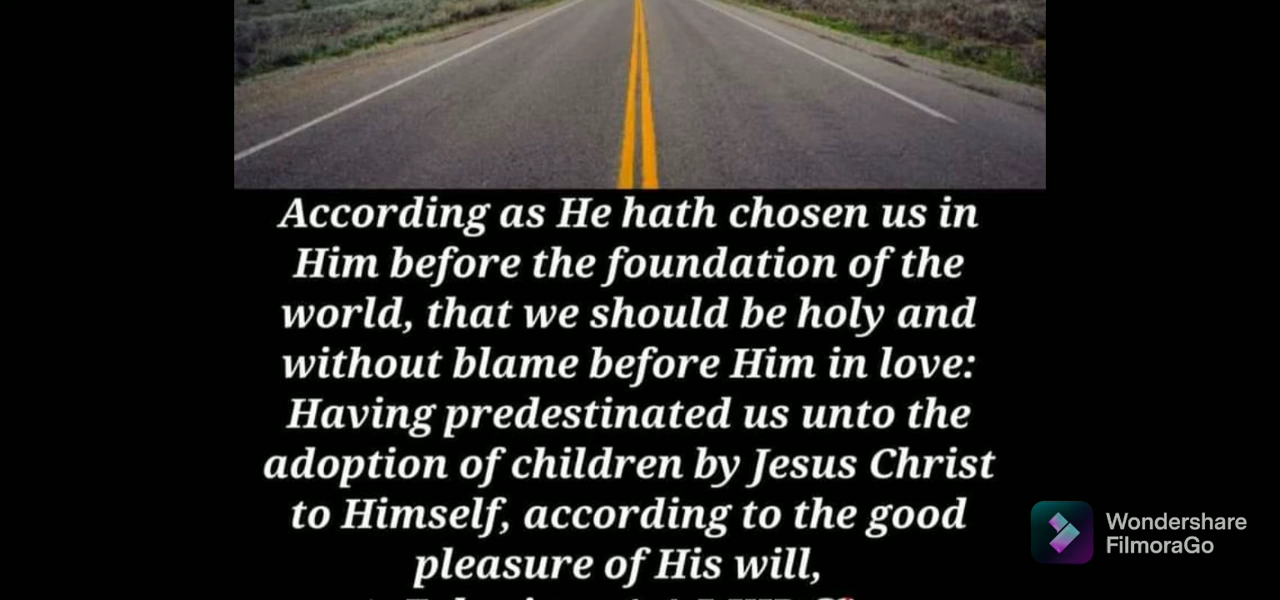 According as He hath chosen us in
Him before the foundation of the
world, that we should be holy and
without blame before Him in love:
Having predestinated us unto the
adoption of children by Jesus Christ
to Himself, according to the good
pleasure of His will,
Wondershare
FilmoraGo